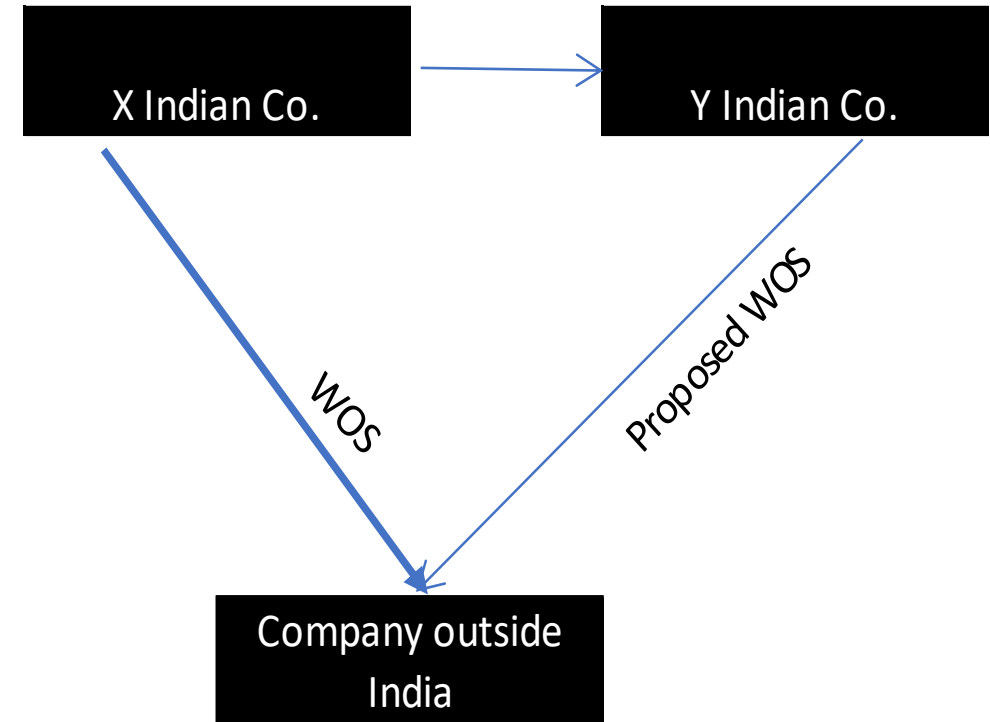 X Indian Co.
Y Indian Co.
WOS
Proposed WOS
Company outside
India